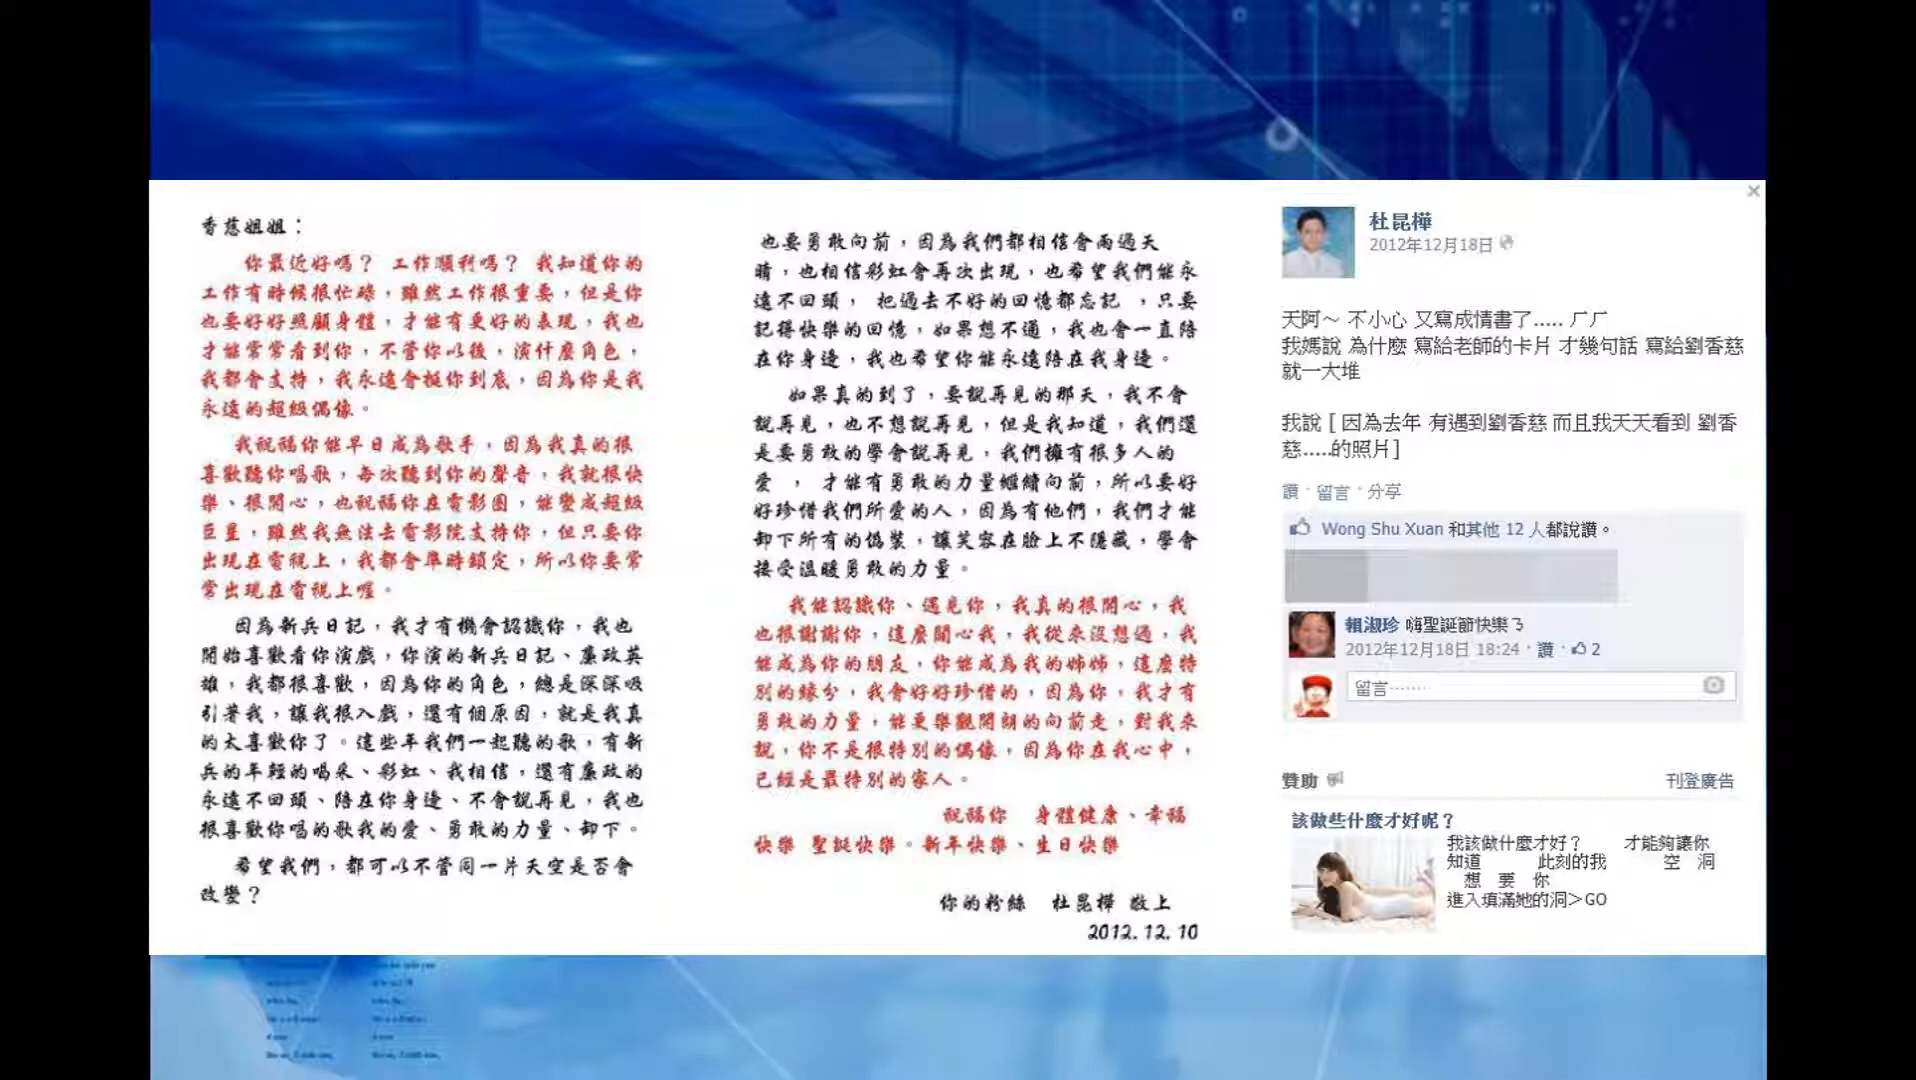 香慈姐姐：
你最近好嗎？ 工作順利嗎？ 我知道你的
工作有時候很忙碌，雖然工作很重要，但是你
也要好好照顧身體，才能有更好的表現，我也
才能常常看到你，不管你以後，演什麼角色，
我都會支持，我永遠會挺你到底，因為你是我
永遠的超級偶像。
我祝福你能早日成為歌手，因為我真的很
喜歡聽你唱歌，每次聽到你的聲音，我就很快
樂、很開心，也祝福你在電影圈，能變成超級
巨星，雖然我無法去電影院支持你，但只要你
出現在電視上，我都會準時鎖定，所以你要常
常出現在電視上喔。
因為新兵日記，我才有機會認識你，我也
開始喜歡看你演戲，你演的新兵日記、廉政英
雄，我都很喜歡，因為你的角色，總是深深吸
引著我，讓我很入戲，還有個原因，就是我真
的太喜歡你了。這些年我們一起聽的歌，有新
兵的年輕的喝采、彩虹、我相信，還有廉政的
永遠不回頭、陪在你身邊、不會說再見，我也
很喜歡你唱的歌我的愛、勇敢的力量、卸下。
希望我們，都可以不管同一片天空是否會
改變？
也要勇敢向前，因為我們都相信會雨過天
晴，也相信彩虹會再次出現，也希望我們能永
遠不回頭， 把過去不好的回憶都忘記 ，只要
記得快樂的回憶，如果想不通，我也會一直陪
在你身邊，我也希望你能永遠陪在我身邊。
如果真的到了，要說再見的那天，我不會
說再見，也不想說再見，但是我知道，我們還
是要勇敢的學會說再見，我們擁有很多人的
愛 ， 才能有勇敢的力量繼續向前，所以要好
好珍惜我們所愛的人，因為有他們，我們才能
卸下所有的偽裝，讓笑容在臉上不隱藏，學會
接受溫暖勇敢的力量。
我能認識你、遇見你，我真的很開心，我
也很謝謝你，這麼關心我，我從來沒想過，我
能成為你的朋友，你能成為我的姊姊，這麼特
別的緣分，我會好好珍惜的，因為你，我才有
勇敢的力量，能更樂觀開朗的向前走，對我來
說，你不是很特別的偶像，因為你在我心中，
已經是最特別的家人。
祝福你 身體健康、幸福
快樂 聖誕快樂。新年快樂、生日快樂
你的粉絲 杜昆樺 敬上
2012.12.10
杜昆樺
2012年12月18日
天阿～ 不小心 又寫成情書了..... 厂厂
我媽說 為什麼 寫給老師的卡片 才幾句話 寫給劉香慈
就一大堆
我說 [ 因為去年 有遇到劉香慈 而且我天天看到 劉香
慈.....的照片]
讚 · 留言 · 分享
Wong Shu Xuan 和其他 12 人都說讚。
賴淑珍 嗨聖誕節快樂ㄋ
2012年12月18日 18:24 · 讚 · 2
留言.......
贊助
刊登廣告
該做些什麼才好呢？
我該做什麼才好？ 才能夠讓你
知道 此刻的我 空 洞
想 要 你
進入填滿她的洞>GO